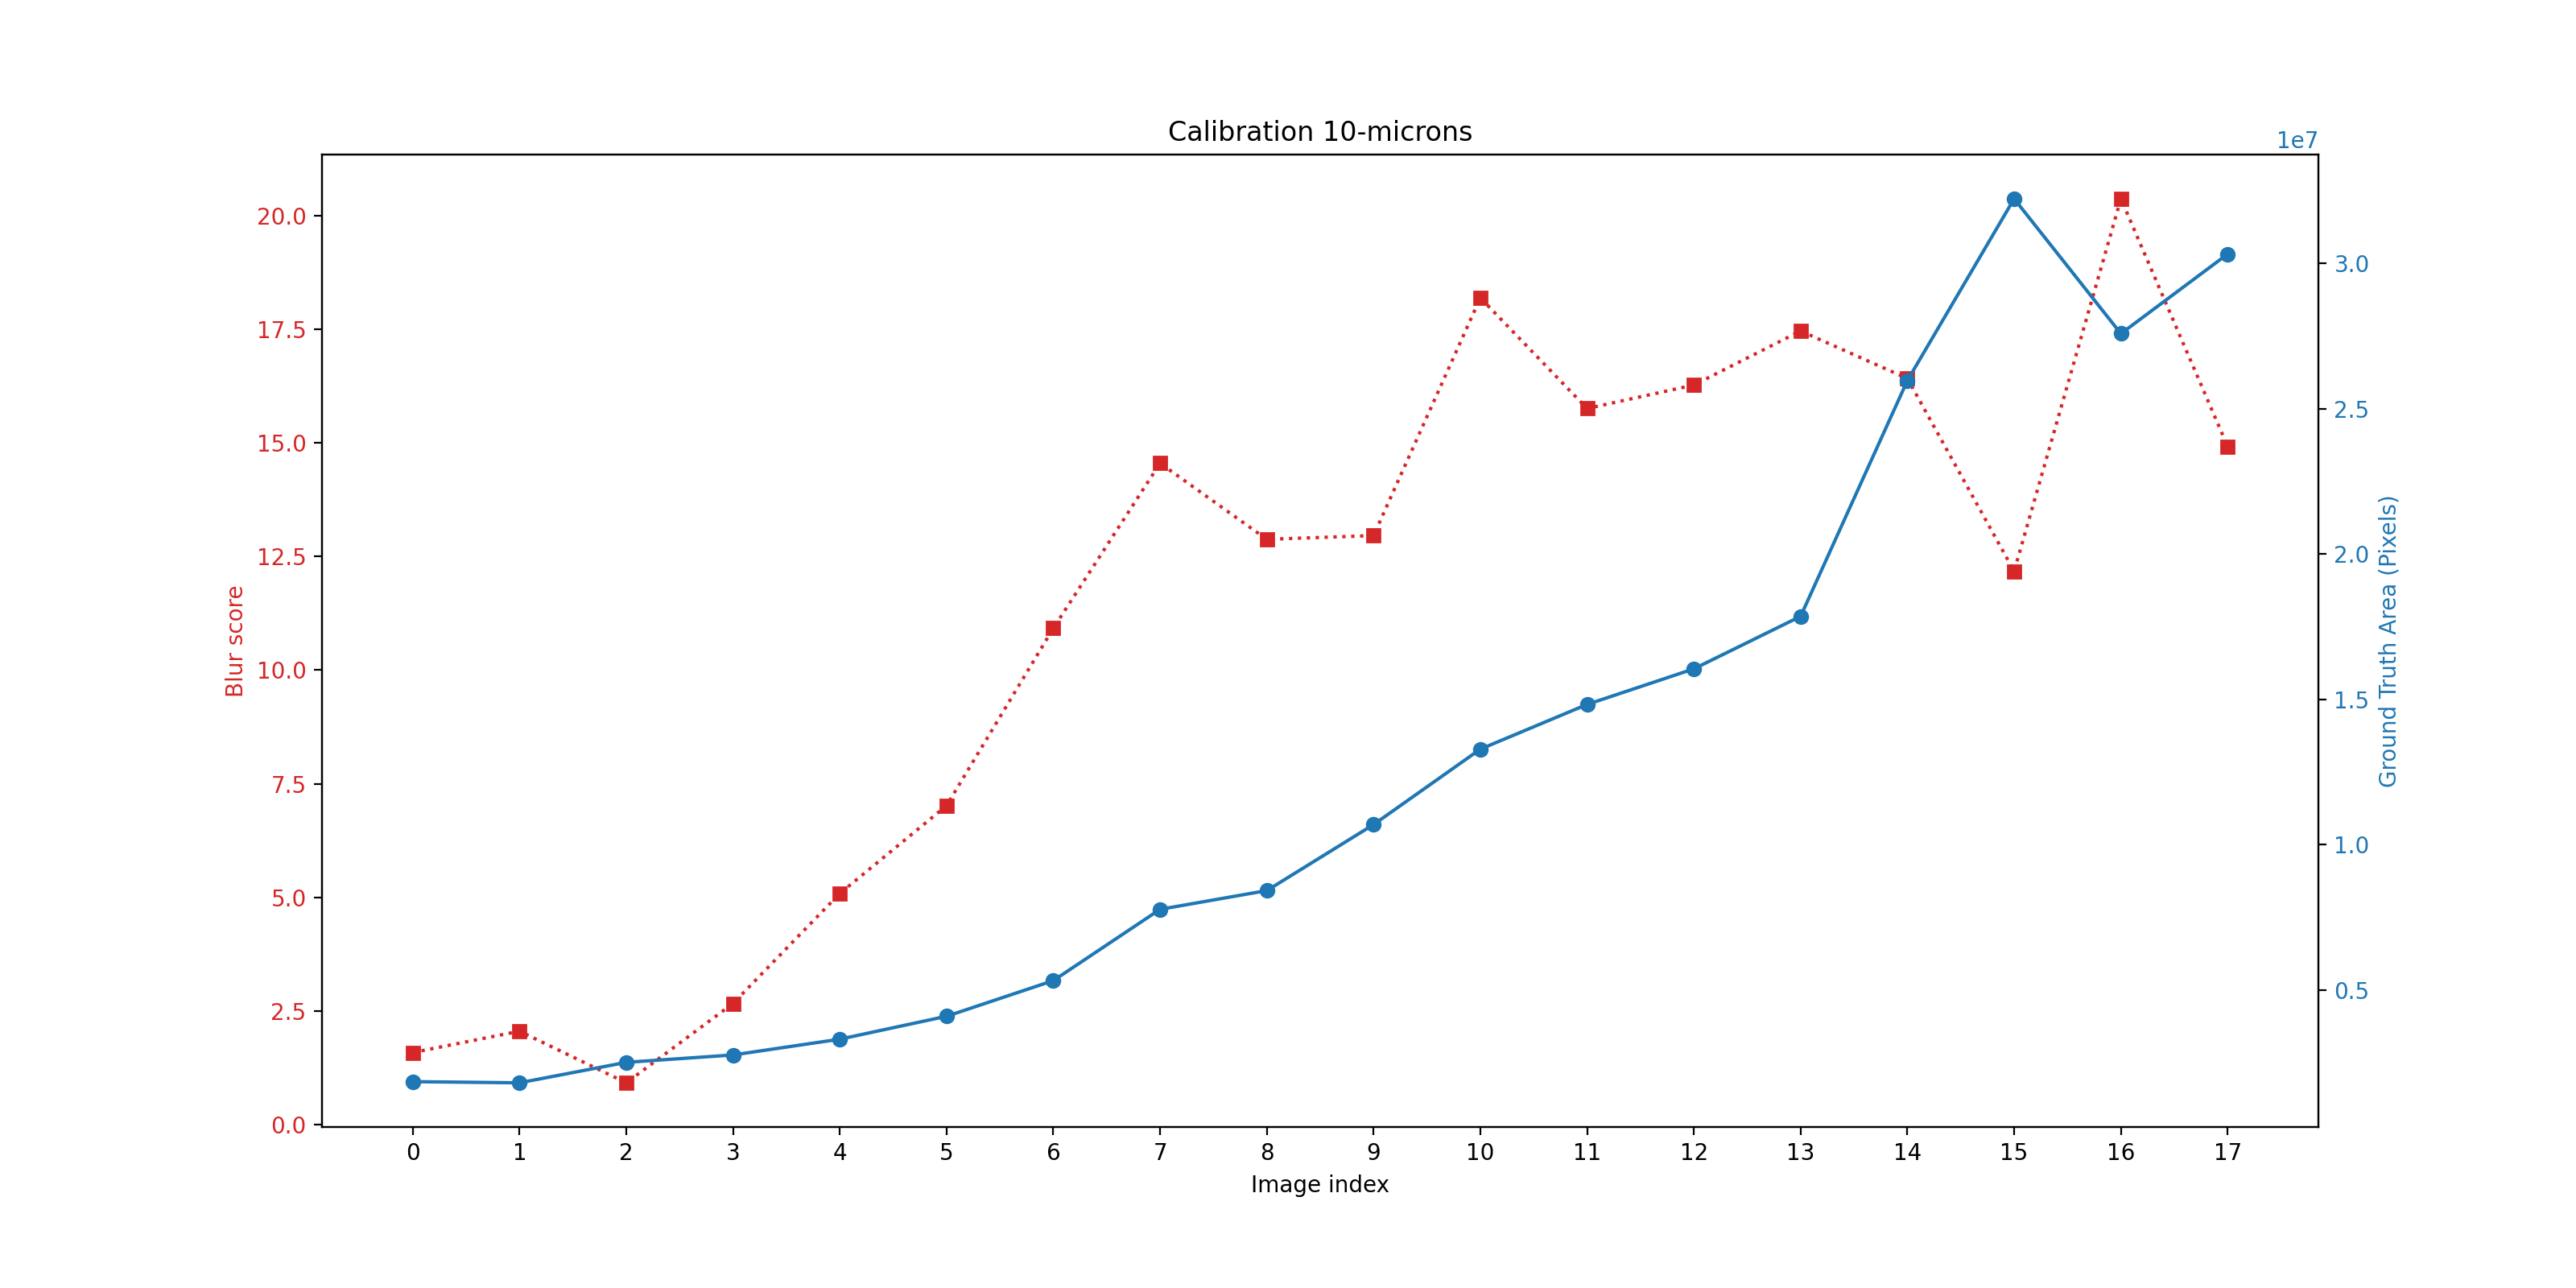 Calibration 10-microns
1e7
20.0
17.5
15.0
12.5
10.0
7.5
5.0
2.5
0.0
Blur score
3.0
2.5
2.0
1.5
1.0
0.5
Ground Truth Area (Pixels)
0 1 2 3 4 5 6 7 8 9 10 11 12 13 14 15 16 17
Image index